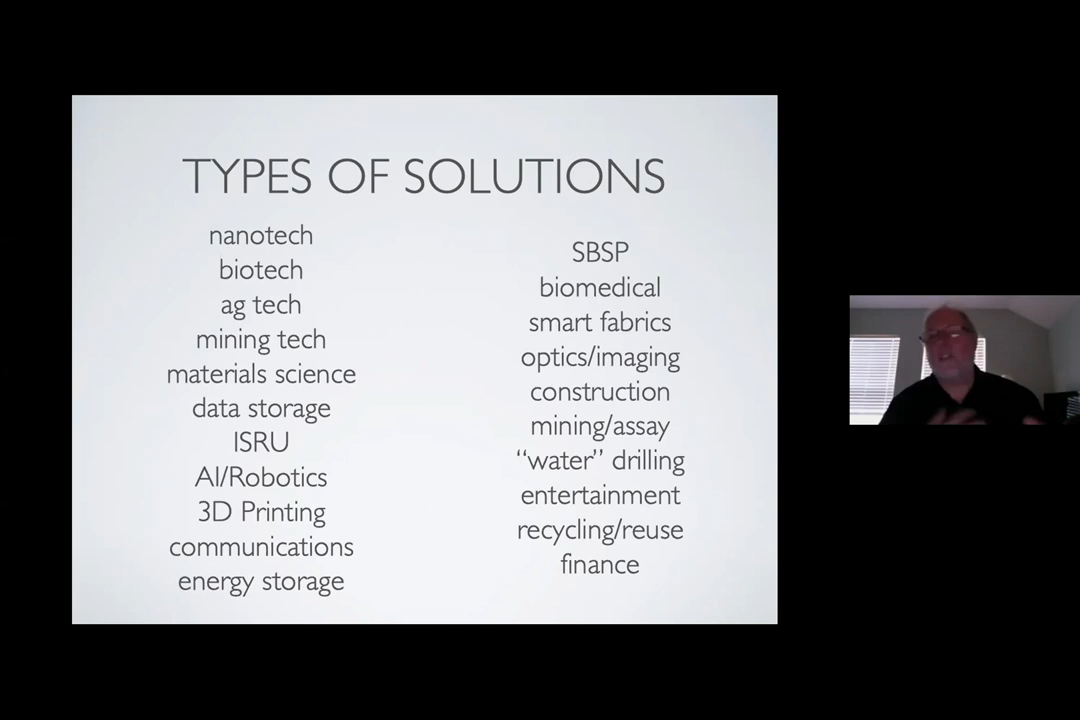 TYPES OF SOLUTIONS
nanotech
biotech
ag tech
mining tech
materials science
data storage
ISRU
AI/Robotics
3D Printing
communications
energy storage
SBSP
biomedical
smart fabrics
optics/imaging
construction
mining/assay
“water” drilling
entertainment
recycling/reuse
finance